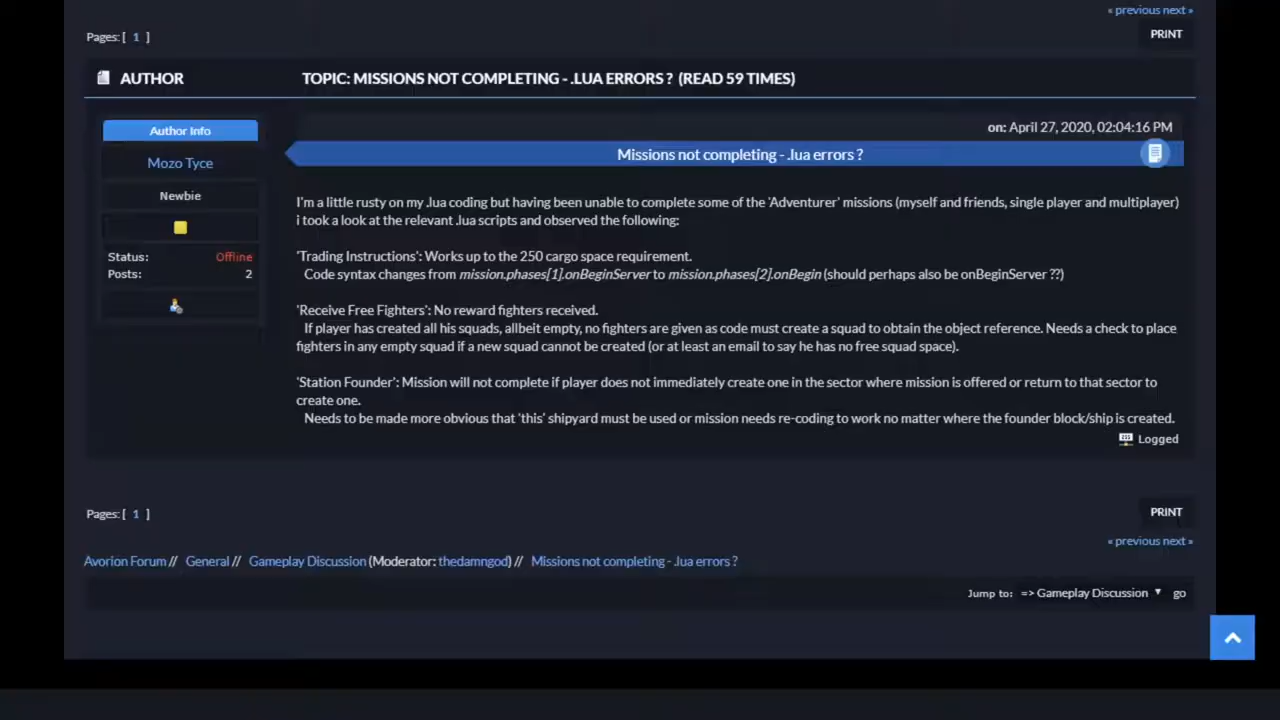 « previous next »
Pages: [ 1 ]
PRINT
AUTHOR TOPIC: MISSIONS NOT COMPLETING - .LUA ERRORS ? (READ 59 TIMES)
Author Info
Mozo Tyce
Newbie
Status: Offline
Posts: 2
on: April 27, 2020, 02:04:16 PM
Missions not completing - .lua errors ?
I'm a little rusty on my .lua coding but having been unable to complete some of the 'Adventurer' missions (myself and friends, single player and multiplayer)
i took a look at the relevant .lua scripts and observed the following:
'Trading Instructions': Works up to the 250 cargo space requirement.
Code syntax changes from mission.phases[1].onBeginServer to mission.phases[2].onBegin (should perhaps also be onBeginServer ??)
'Receive Free Fighters': No reward fighters received.
If player has created all his squads, allbeit empty, no fighters are given as code must create a squad to obtain the object reference. Needs a check to place
fighters in any empty squad if a new squad cannot be created (or at least an email to say he has no free squad space).
'Station Founder': Mission will not complete if player does not immediately create one in the sector where mission is offered or return to that sector to
create one.
Needs to be made more obvious that 'this' shipyard must be used or mission needs re-coding to work no matter where the founder block/ship is created.
Logged
Pages: [ 1 ]
PRINT
« previous next »
Avorion Forum // General // Gameplay Discussion (Moderator: thedamngod) // Missions not completing - .lua errors ?
Jump to: => Gameplay Discussion go